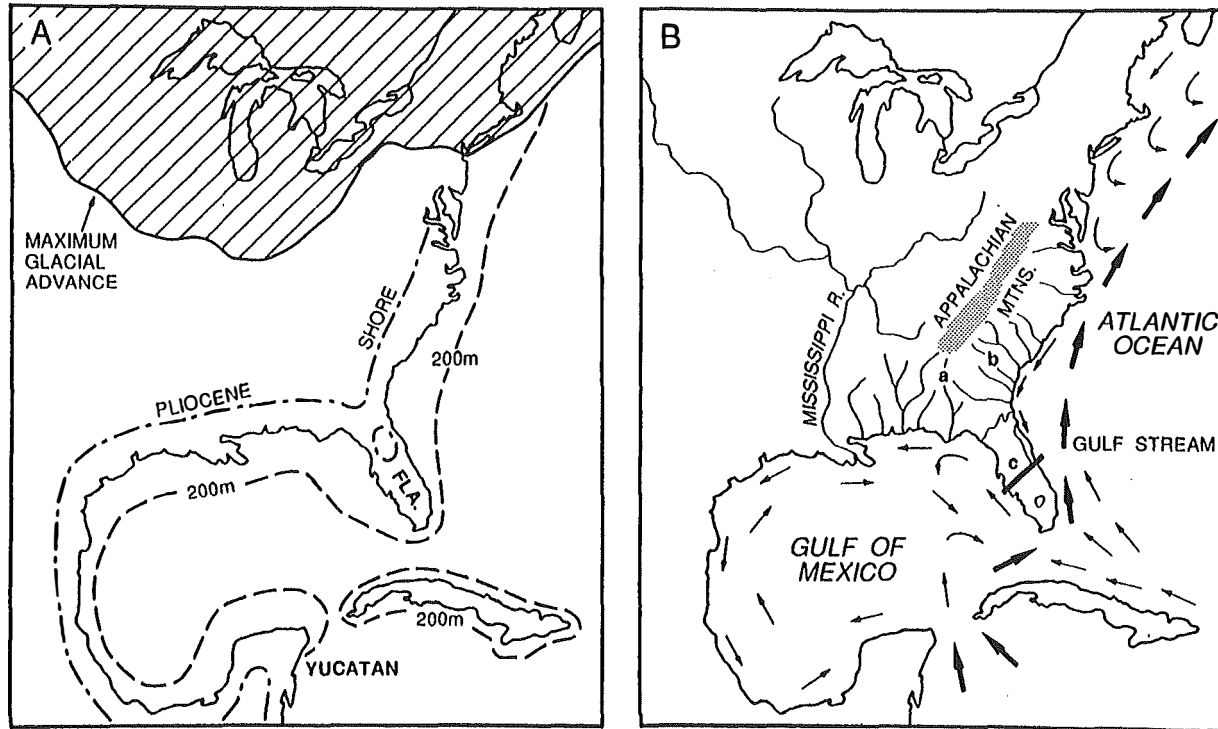 A
MAXIMUM
GLACIAL
ADVANCE
SHORE
200m
PLIOCENE
200m
FLA.
200m
YUCATAN
B
APPALACHIAN
MTNS.
MISSISSIPPI R.
ATLANTIC
OCEAN
a
b
GULF STREAM
c
GULF OF
MEXICO